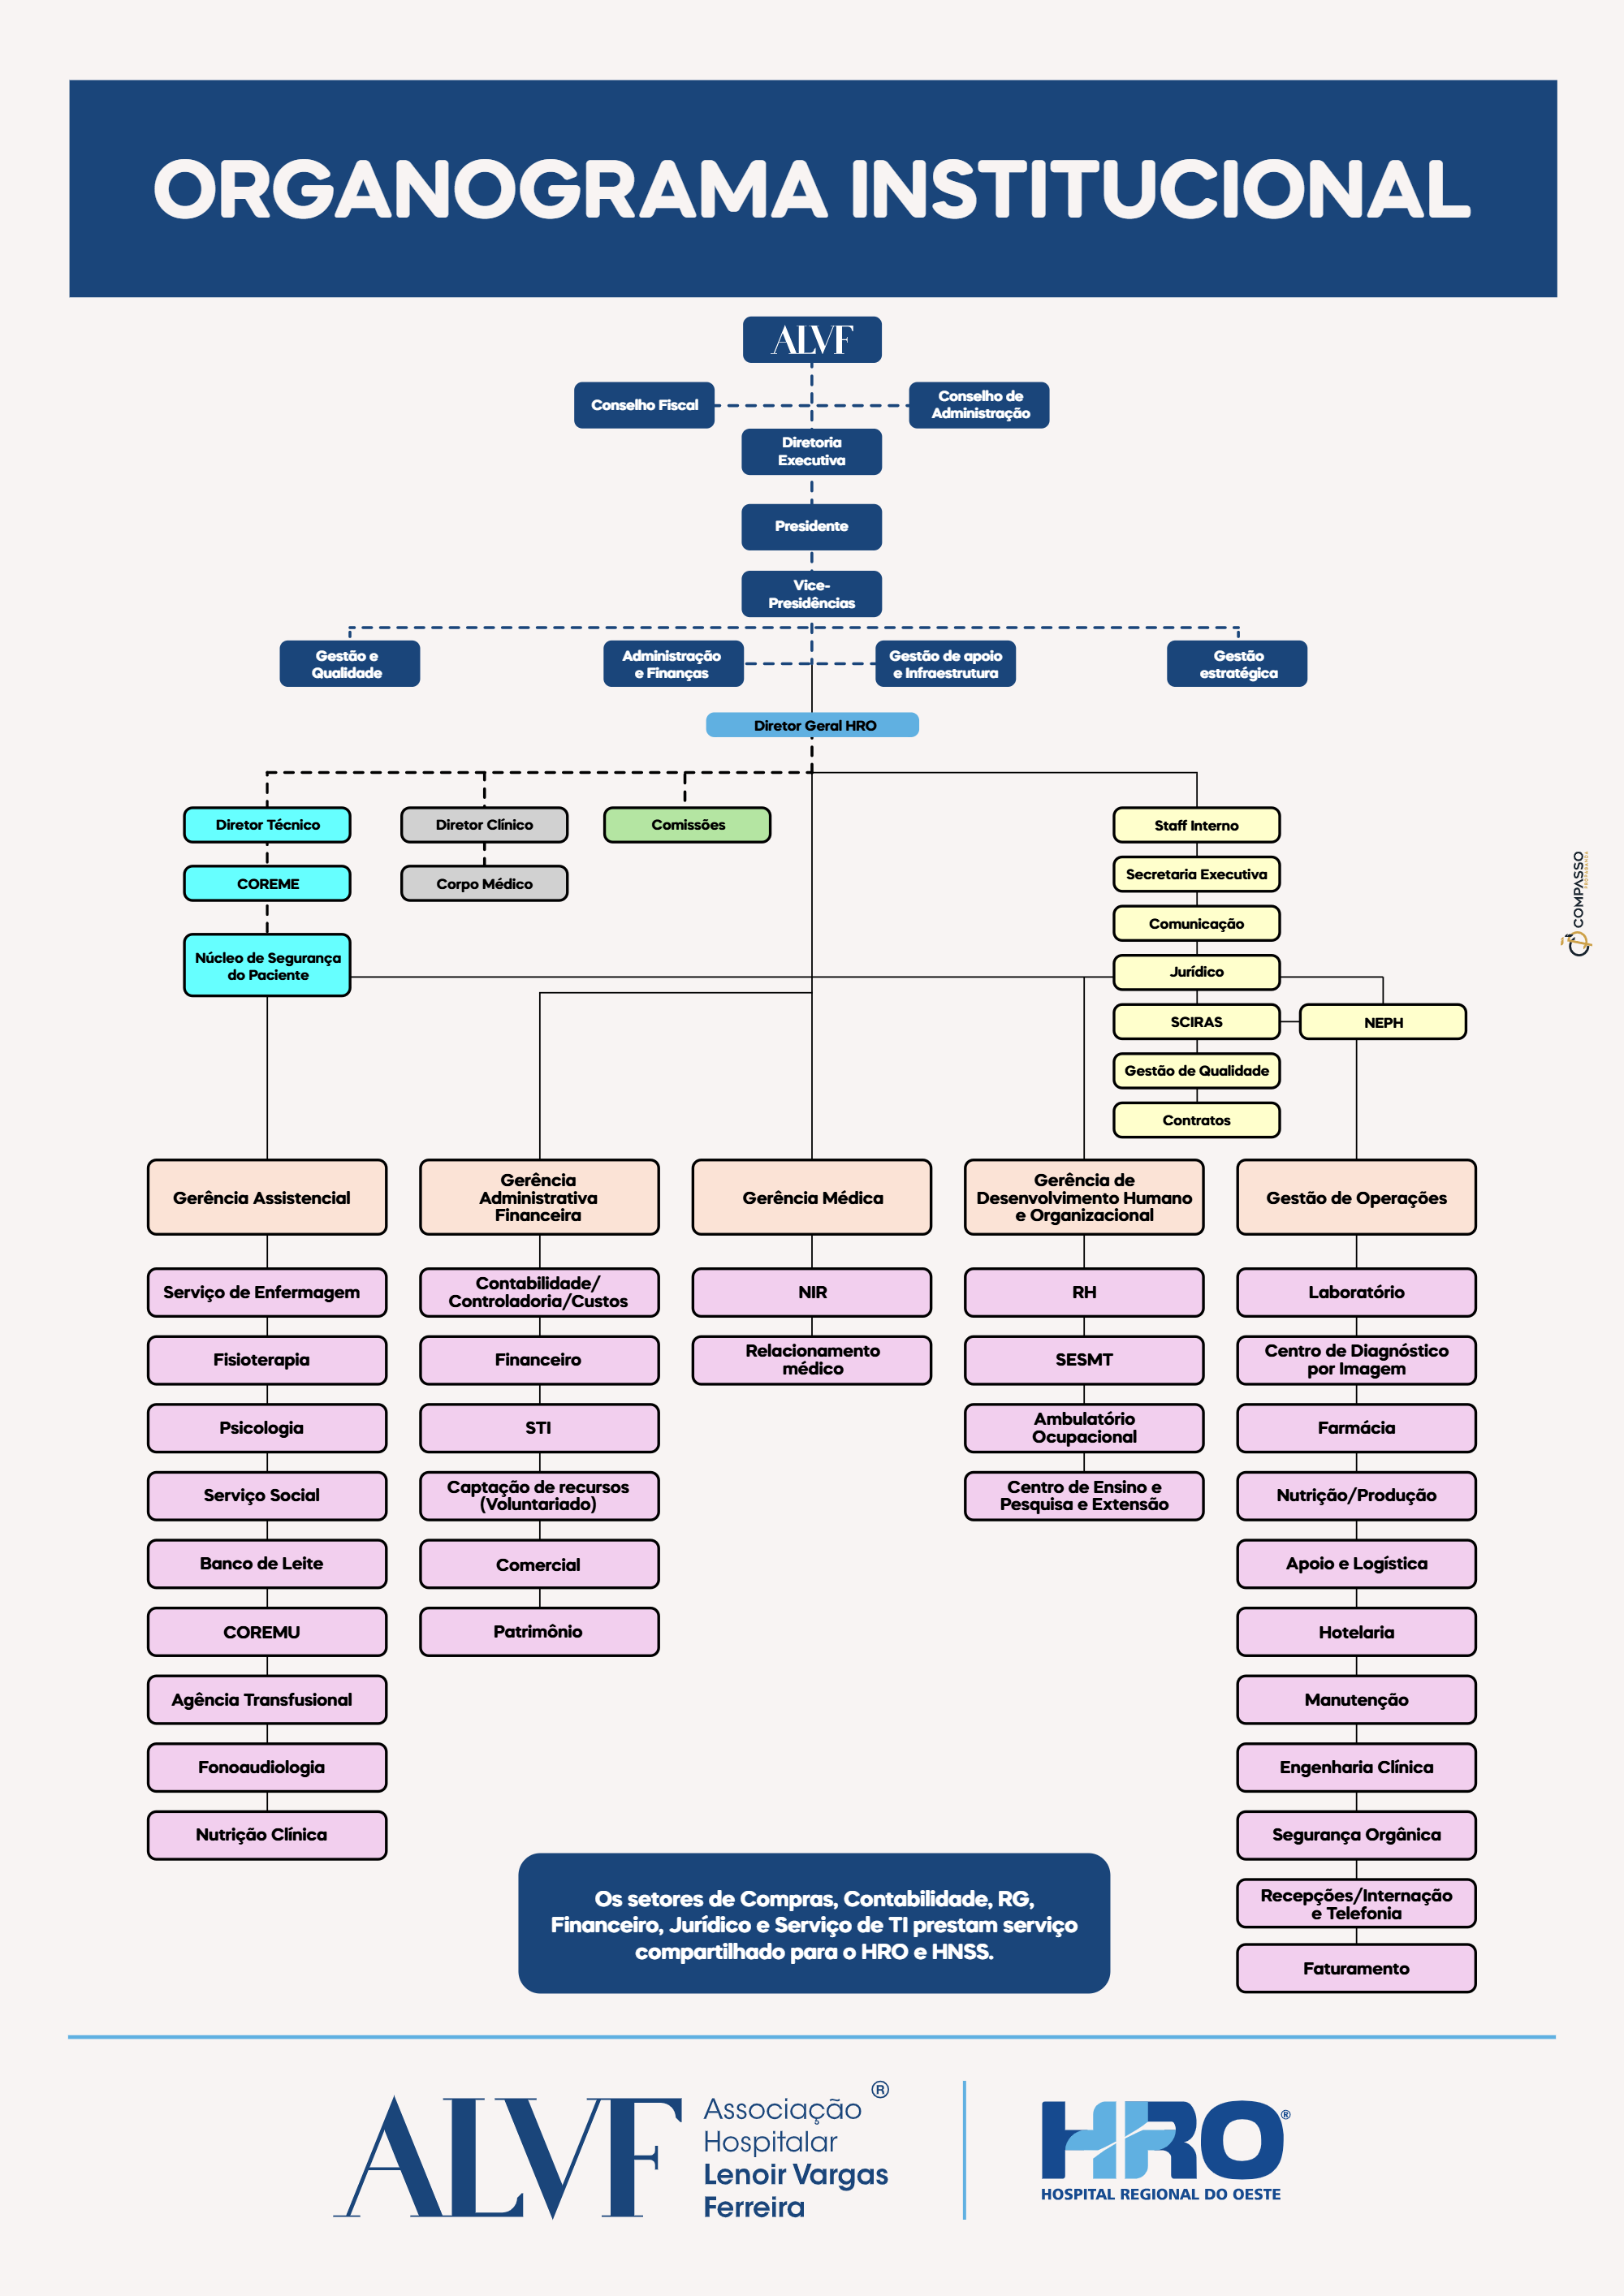 ORGANOGRAMA INSTITUCIONAL
ALVF
Conselho Fiscal
Conselho de
Administração
Diretoria
Executiva
Presidente
Vice-
Presidências
Gestão e
Qualidade
Administração
e Finanças
Gestão de apoio
e Infraestrutura
Gestão
estratégica
Diretor Geral HRO
Diretor Técnico
Diretor Clínico
Comissões
Staff Interno
COREME
Corpo Médico
Secretaria Executiva
Comunicação
Núcleo de Segurança
do Paciente
Jurídico
SCIRAS
NEPH
Gestão de Qualidade
Contratos
COMPASSO
Gerência Assistencial
Serviço de Enfermagem
Fisioterapia
Psicologia
Serviço Social
Banco de Leite
COREMU
Agência Transfusional
Fonoaudiologia
Nutrição Clínica
Gerência
Administrativa
Financeira
Contabilidade/
Controladoria/Custos
Financeiro
STI
Captação de recursos
(Voluntariado)
Comercial
Patrimônio
Gerência Médica
NIR
Relacionamento
médico
Gerência de
Desenvolvimento Humano
e Organizacional
RH
SESMT
Ambulatório
Ocupacional
Centro de Ensino e
Pesquisa e Extensão
Gestão de Operações
Laboratório
Centro de Diagnóstico
por Imagem
Farmácia
Nutrição/Produção
Apoio e Logística
Hotelaria
Manutenção
Engenharia Clínica
Segurança Orgânica
Recepções/Internação
e Telefonia
Faturamento
Os setores de Compras, Contabilidade, RG,
Financeiro, Jurídico e Serviço de TI prestam serviço
compartilhado para o HRO e HNSS.
ALVF
Associação ®
Hospitalar
Lenoir Vargas
Ferreira
HRO®
HOSPITAL REGIONAL DO OESTE